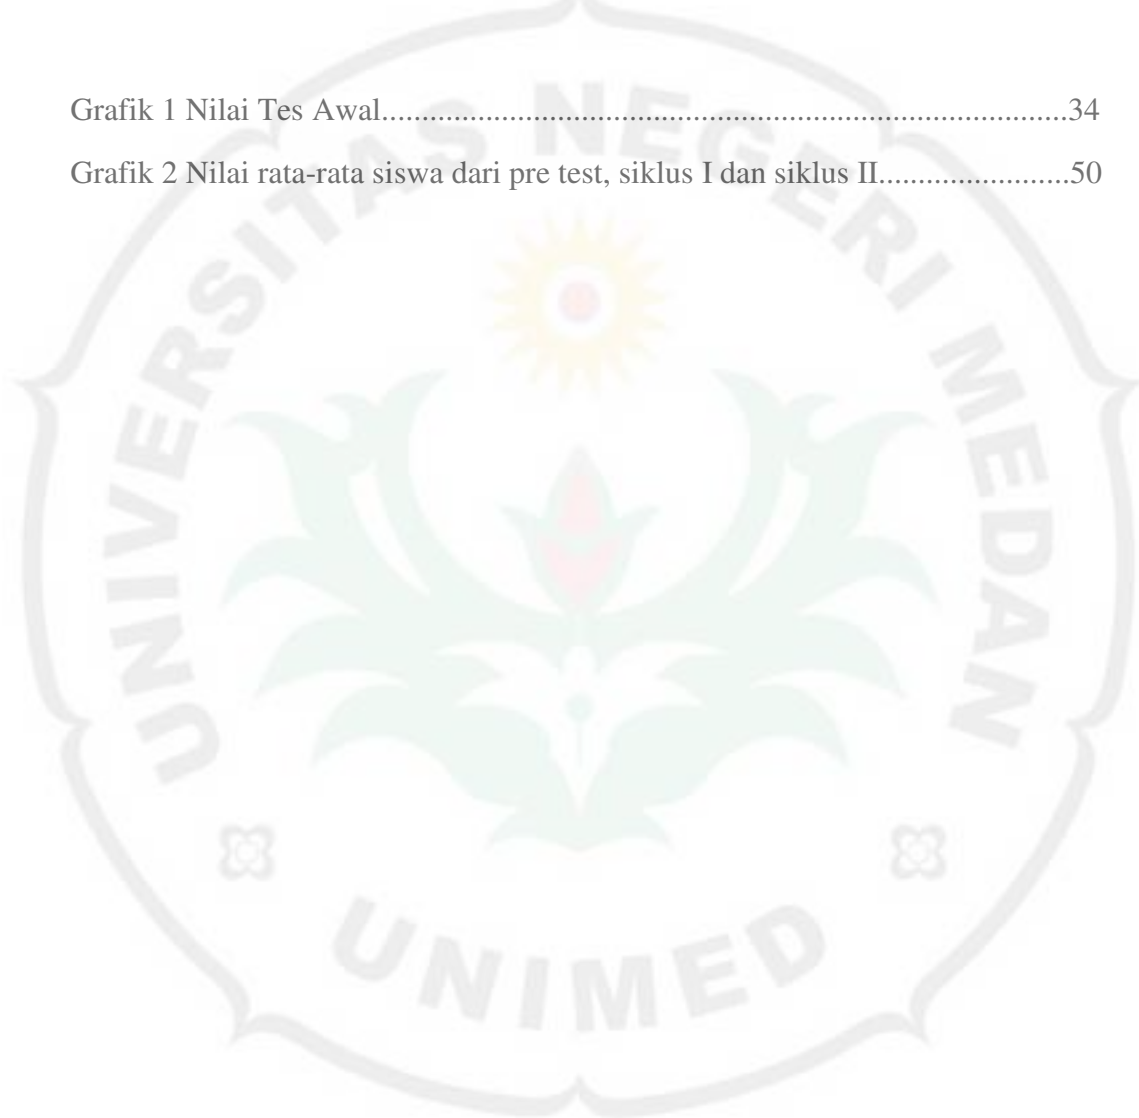 Grafik 1 Nilai Tes Awal......................................................................................34
Grafik 2 Nilai rata-rata siswa dari pre test, siklus I dan siklus II........................50
UNIVERSITAS NEGERI MEDAN
UNIMED